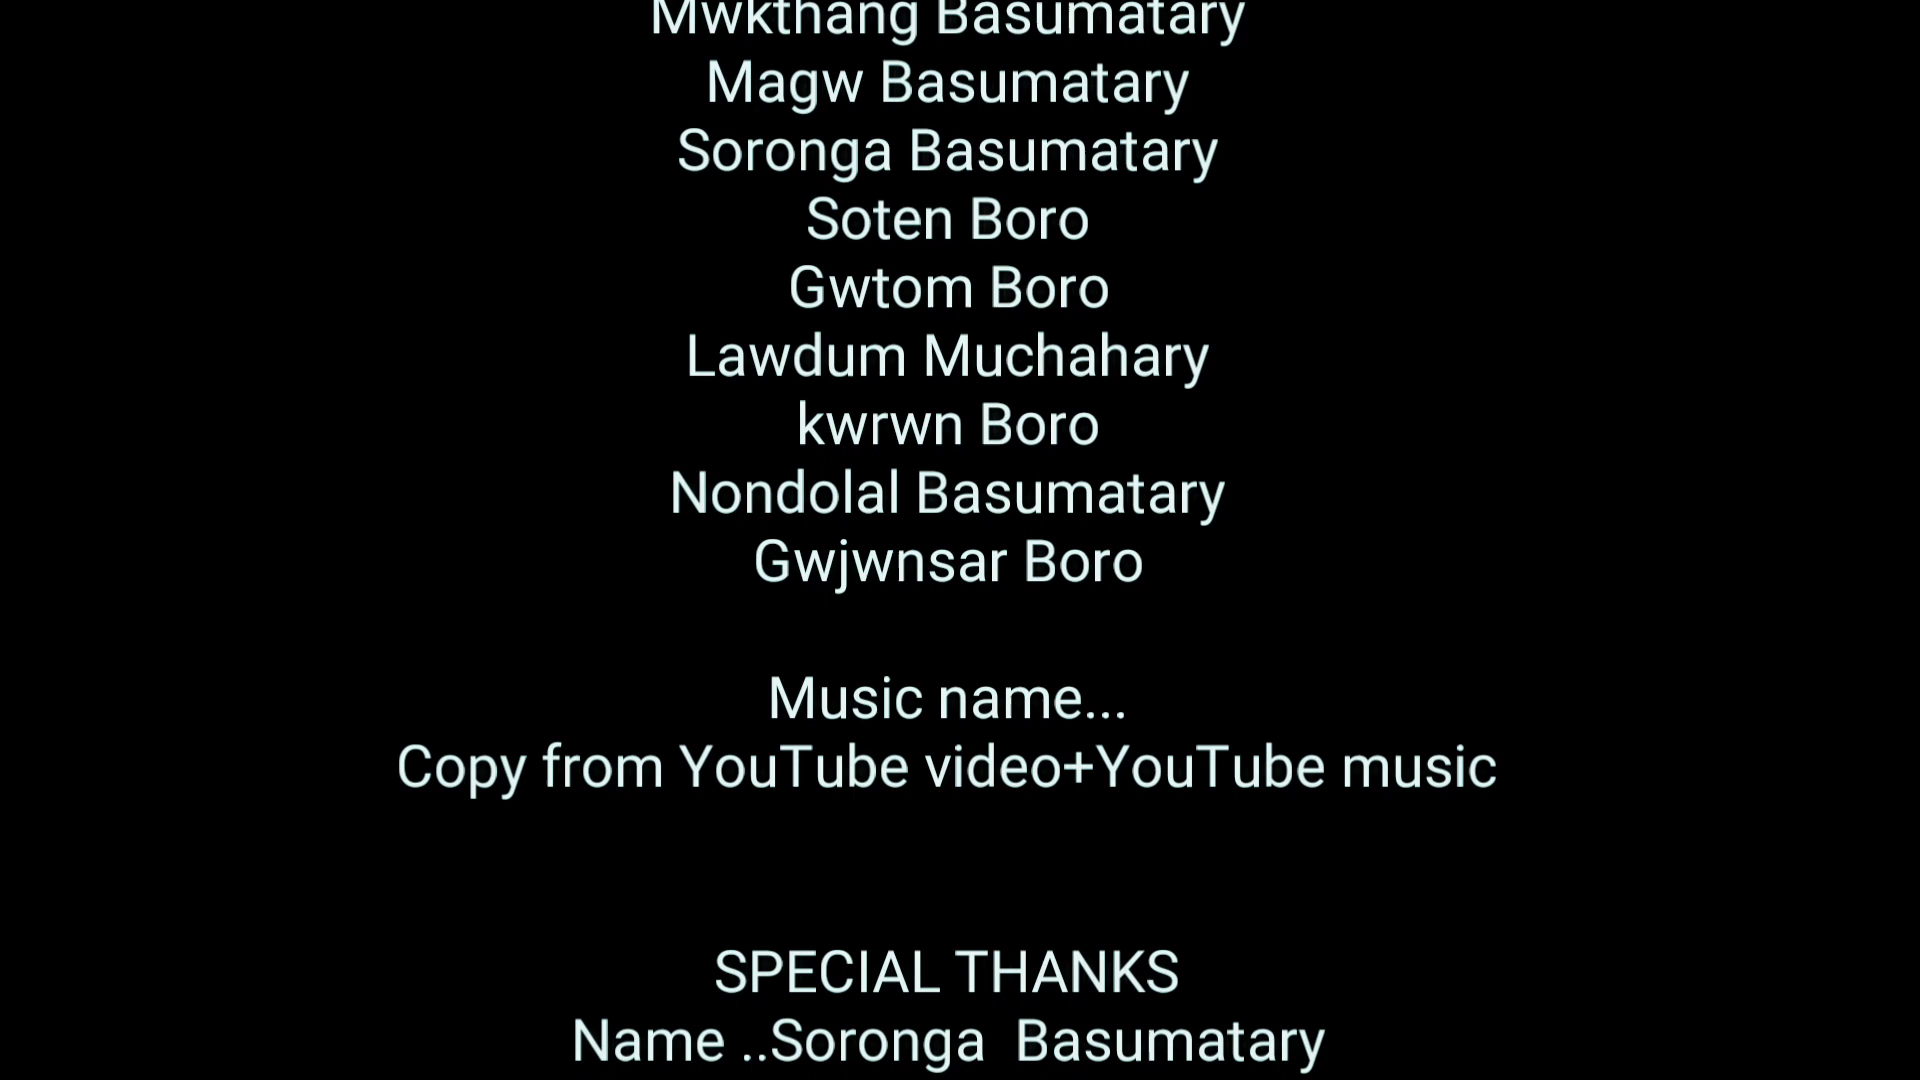 Mwkthang Basumatary
Magw Basumatary
Soronga Basumatary
Soten Boro
Gwtom Boro
Lawdum Muchahary
kwrwn Boro
Nondolal Basumatary
Gwjwnsar Boro
Music name...
Copy from YouTube video+YouTube music
SPECIAL THANKS
Name ..Soronga  Basumatary